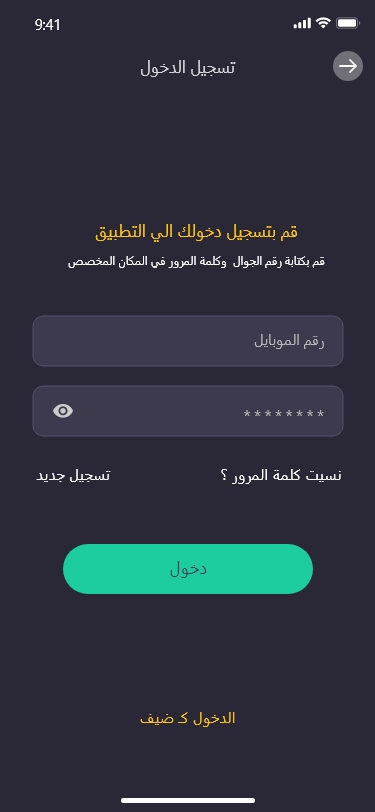 9:41
تسجيل الدخول
قم بتسجيل دخولك الي التطبيق
قم بكتابة رقم الجوال وكلمة المرور في المكان المخصص
رقم الموبايل
********
نسيت كلمة المرور ؟
تسجيل جديد
دخول
الدخول كـ ضيف